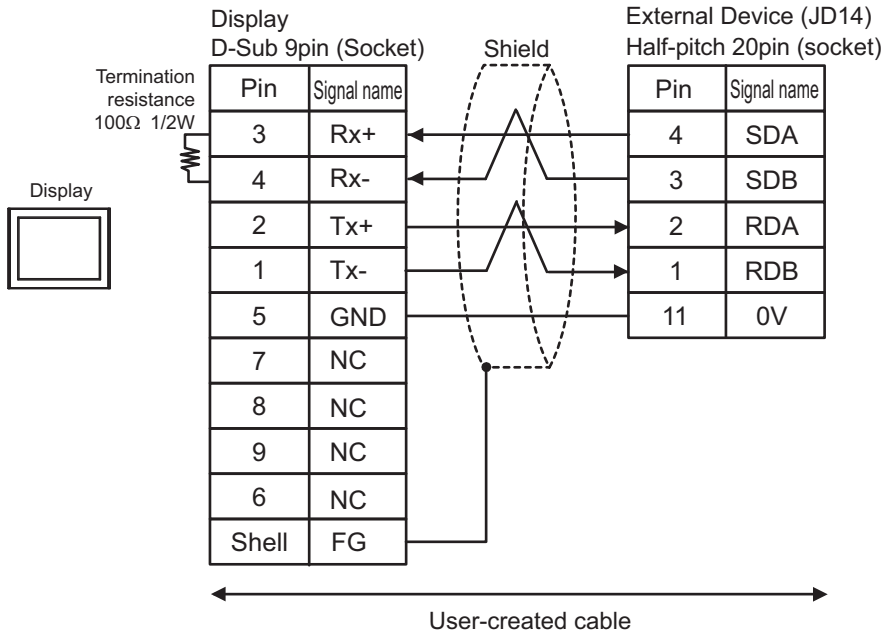 Display
D-Sub 9pin (Socket)
Shield
External Device (JD14)
Half-pitch 20pin (socket)
Termination
resistance
100Ω 1/2W
Display
Pin Signal name
3 Rx+
4 Rx-
2 Tx+
1 Tx-
5 GND
7 NC
8 NC
9 NC
6 NC
Shell FG
Pin Signal name
4 SDA
3 SDB
2 RDA
1 RDB
11 0V
User-created cable